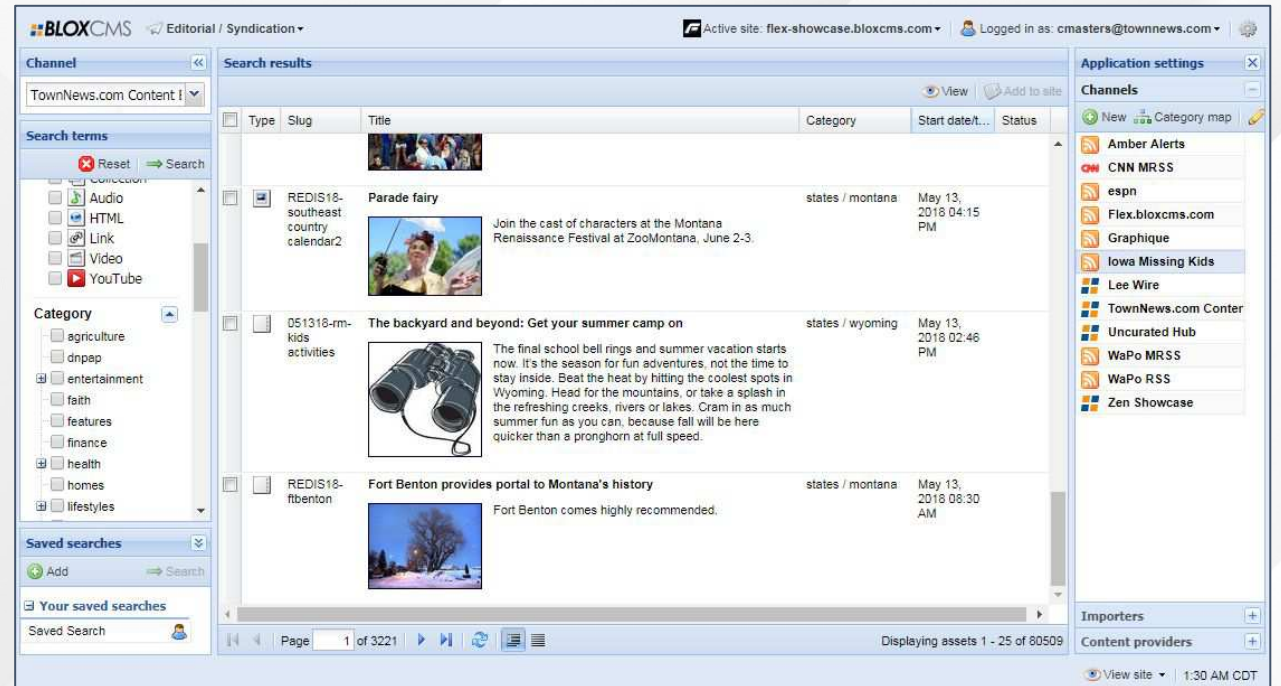 BLOXCMS Editorial / Syndication
Active site: flex-showcase.bloxcms.com
Logged in as: cmasters@townnews.com
Channel
TownNews.com Content
Search terms
Reset
Search
Collection
Audio
HTML
Link
Video
YouTube
Category
agriculture
dnpap
entertainment
faith
features
finance
health
homes
lifestyles
Saved searches
Add
Search
Your saved searches
Saved Search
Search results
View
Add to site
Type Slug Title Category Start date/t... Status
REDIS18-
southeast
country
calendar2
Parade fairy
Join the cast of characters at the Montana
Renaissance Festival at ZooMontana, June 2-3.
states / montana
May 13,
2018 04:15
PM
051318-rm-
kids
activities
The backyard and beyond: Get your summer camp on
The final school bell rings and summer vacation starts
now. It's the season for fun adventures, not the time to
stay inside. Beat the heat by hitting the coolest spots in
Wyoming. Head for the mountains, or take a splash in
the refreshing creeks, rivers or lakes. Cram in as much
summer fun as you can, because fall will be here
quicker than a pronghorn at full speed.
states / wyoming
May 13,
2018 02:46
PM
REDIS18-
ftbenton
Fort Benton provides portal to Montana's history
Fort Benton comes highly recommended.
states / montana
May 13,
2018 08:30
AM
Page 1 of 3221
Displaying assets 1 - 25 of 80509
Application settings
Channels
New
Category map
Amber Alerts
CNN CNN MRSS
espn
Flex.bloxcms.com
Graphique
Iowa Missing Kids
Lee Wire
TownNews.com Conter
Uncurated Hub
WaPo MRSS
WaPo RSS
Zen Showcase
Importers
Content providers
View site
1:30 AM CDT